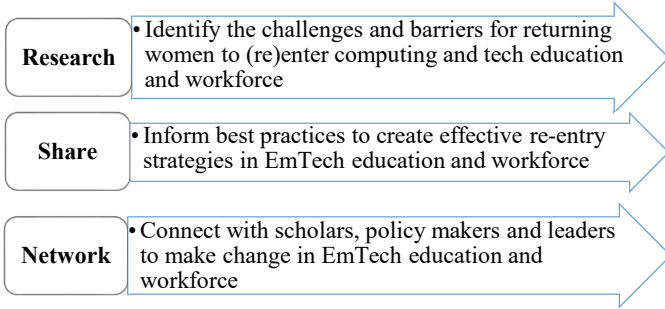 Research
• Identify the challenges and barriers for returning
women to (re)enter computing and tech education
and workforce
Share
• Inform best practices to create effective re-entry
strategies in EmTech education and workforce
Network
• Connect with scholars, policy makers and leaders
to make change in EmTech education and
workforce